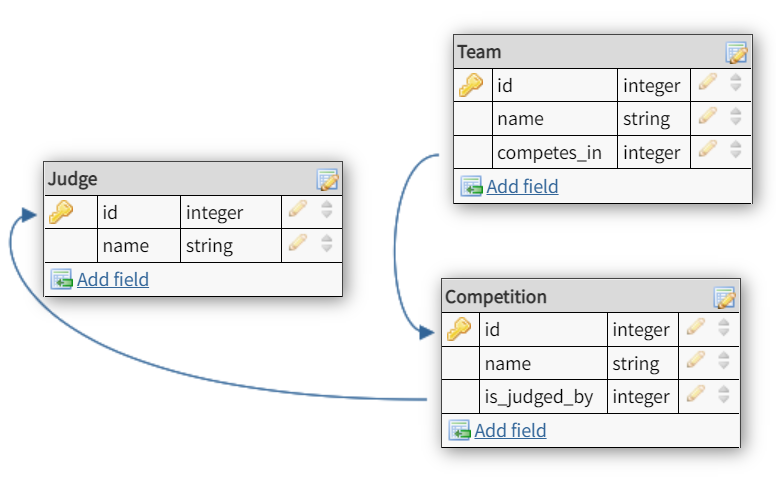 Team
id integer
name string
competes_in integer
Add field
Judge
id integer
name string
Add field
Competition
id integer
name string
is_judged_by integer
Add field